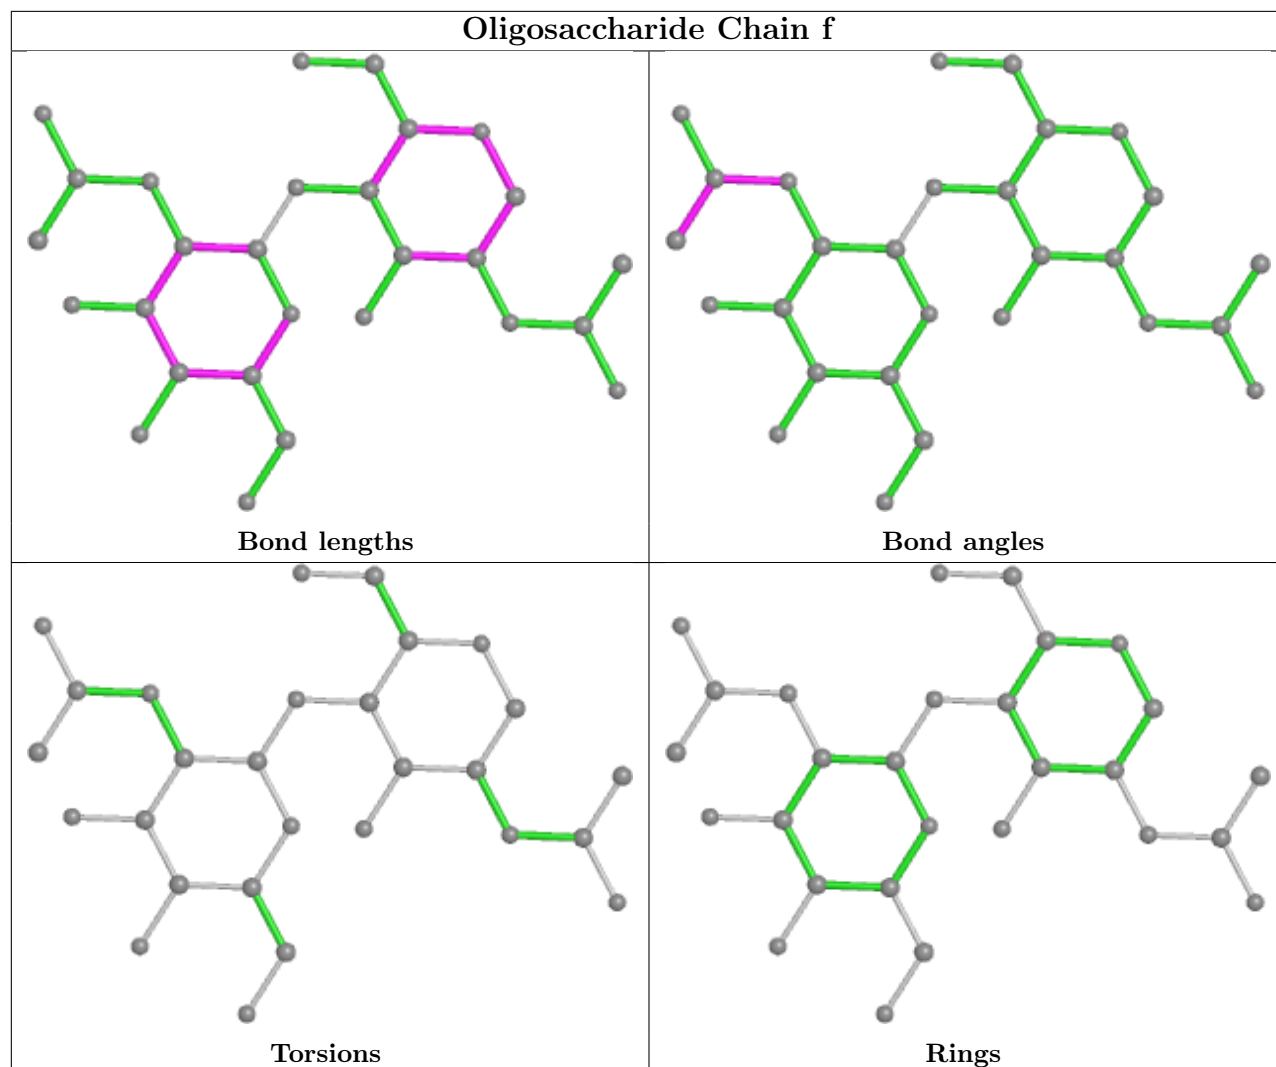 Oligosaccharide Chain f
Bond lengths
Bond angles
Torsions
Rings